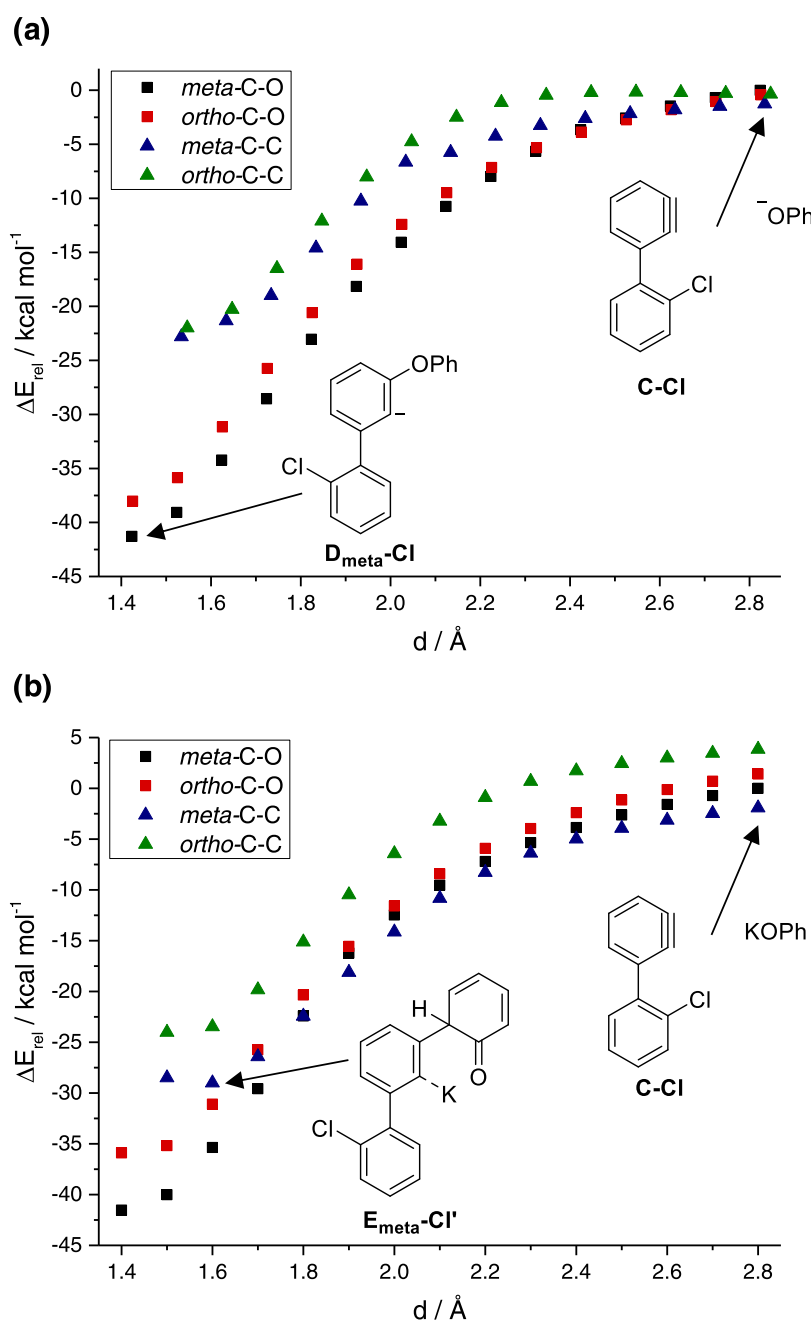 (a)
meta-C-O
ortho-C-O
meta-C-C
ortho-C-C
0
-5
-10
-15
-20
-25
-30
-35
-40
-45
ΔE_rel / kcal mol⁻¹
⁻OPh
Cl
C-Cl
OPh
−
Cl
D_meta-Cl
1.4 1.6 1.8 2.0 2.2 2.4 2.6 2.8
d / Å
(b)
meta-C-O
ortho-C-O
meta-C-C
ortho-C-C
5
0
-5
-10
-15
-20
-25
-30
-35
-40
-45
ΔE_rel / kcal mol⁻¹
KOPh
Cl
C-Cl
H
O
K
Cl
E_meta-Cl'
1.4 1.6 1.8 2.0 2.2 2.4 2.6 2.8
d / Å